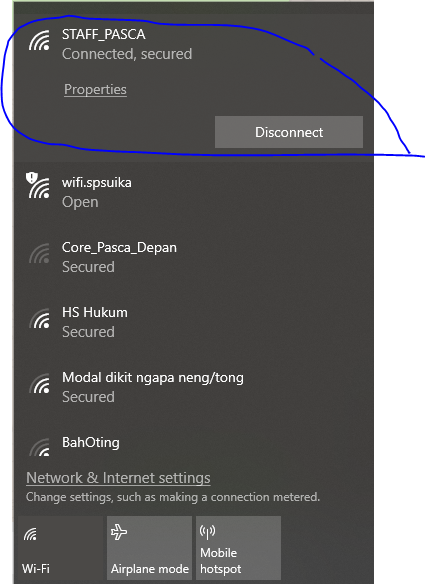 STAFF_PASCA
Connected, secured
Properties
Disconnect
wifi.spsuika
Open
Core_Pasca_Depan
Secured
HS Hukum
Secured
Modal dikit ngapa neng/tong
Secured
BahOting
Network & Internet settings
Change settings, such as making a connection metered.
Wi-Fi
Airplane mode
Mobile
hotspot